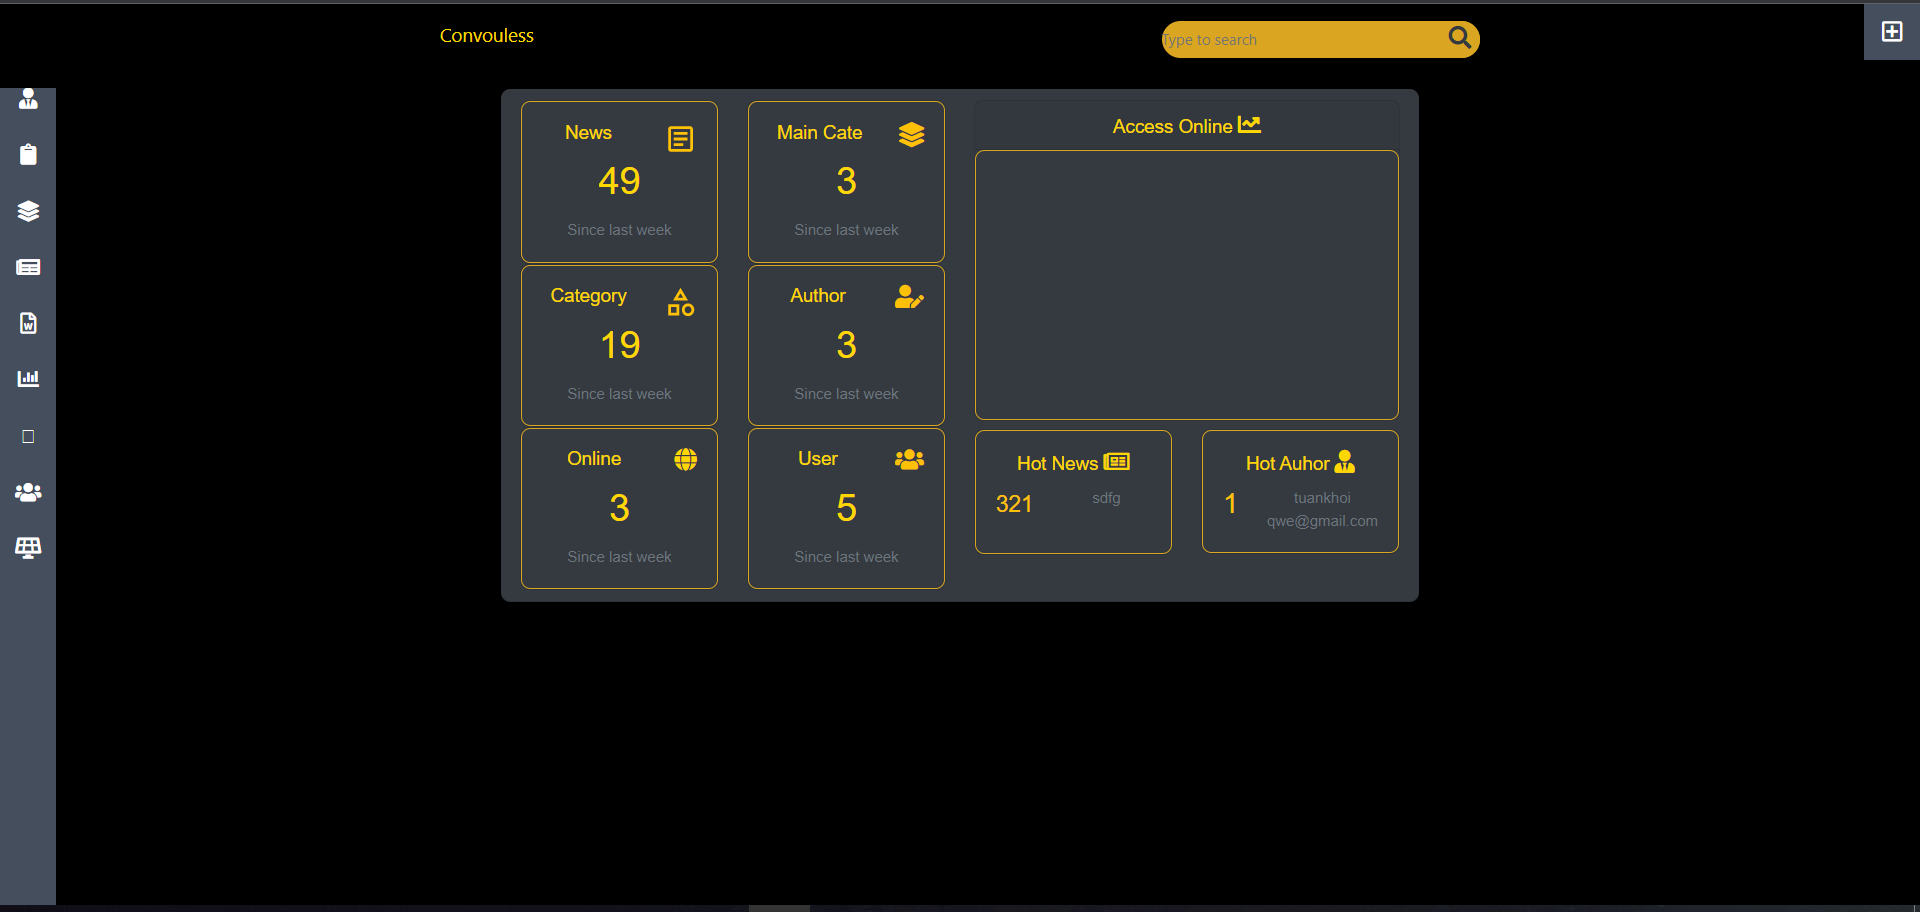 Convouless
Type to search
News
49
Since last week
Main Cate
3
Since last week
Access Online
Category
19
Since last week
Author
3
Since last week
Online
3
Since last week
User
5
Since last week
Hot News
321
sdfg
Hot Auhor
1
tuankhoi
qwe@gmail.com